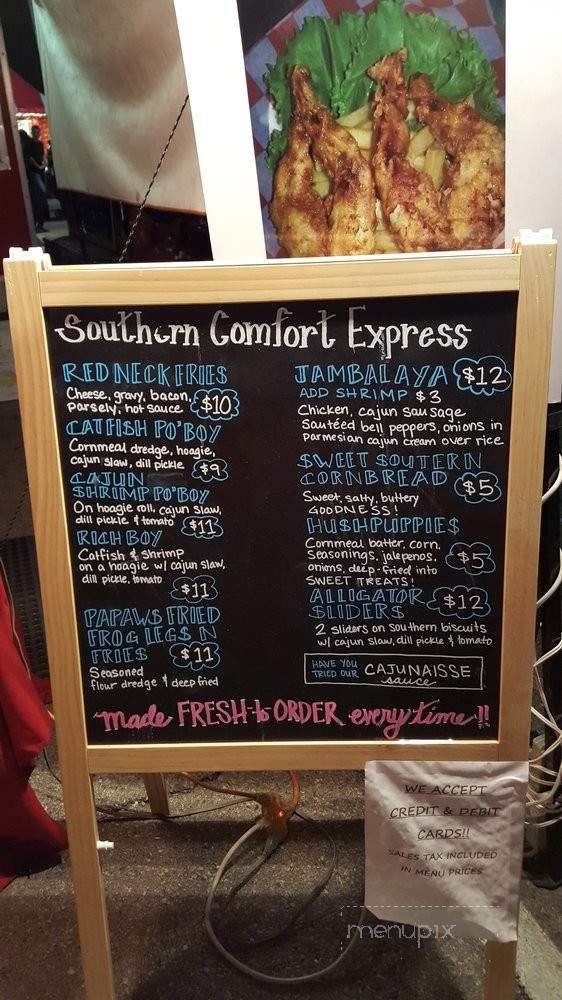 Southern Comfort Express
RED NECK FRIES
Cheese, gravy, bacon,
parsely, hot sauce $10
CATFISH PO'BOY
Cornmeal dredge, hoagie,
cajun slaw, dill pickle $9
CAJUN
SHRIMP PO'BOY
On hoagie roll, cajun slaw,
dill pickle & tomato $11
RICH BOY
Catfish & shrimp
on a hoagie w/ cajun slaw,
dill pickle, tomato
$11
PAPAWS FRIED
FROG LEGS N
FRIES $11
Seasoned
flour dredge & deep fried
JAMBALAYA $12
ADD SHRIMP $3
Chicken, cajun sausage
Sautéed bell peppers, onions in
parmesian cajun cream over rice
SWEET SOUTERN
CORNBREAD $5
Sweet, salty, buttery
GOODNESS!
HUSHPUPPIES
Cornmeal batter, corn,
Seasonings, jalepenos,
onions, deep-fried into $5
SWEET TREATS!
ALLIGATOR
SLIDERS $12
2 sliders on southern biscuits
w/ cajun slaw, dill pickle & tomato
HAVE YOU
TRIED OUR CAJUNAISSE
sauce
made FRESH-to ORDER every time!!
WE ACCEPT
CREDIT & DEBIT
CARDS!!
SALES TAX INCLUDED
IN MENU PRICES
menupix